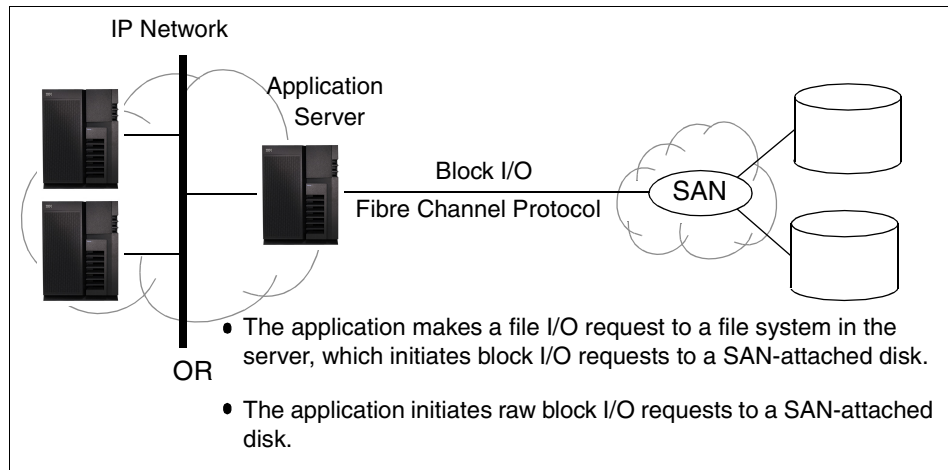 IP Network
Application
Server
Block I/O
Fibre Channel Protocol
SAN
• The application makes a file I/O request to a file system in the
server, which initiates block I/O requests to a SAN-attached disk.
OR
• The application initiates raw block I/O requests to a SAN-attached
disk.